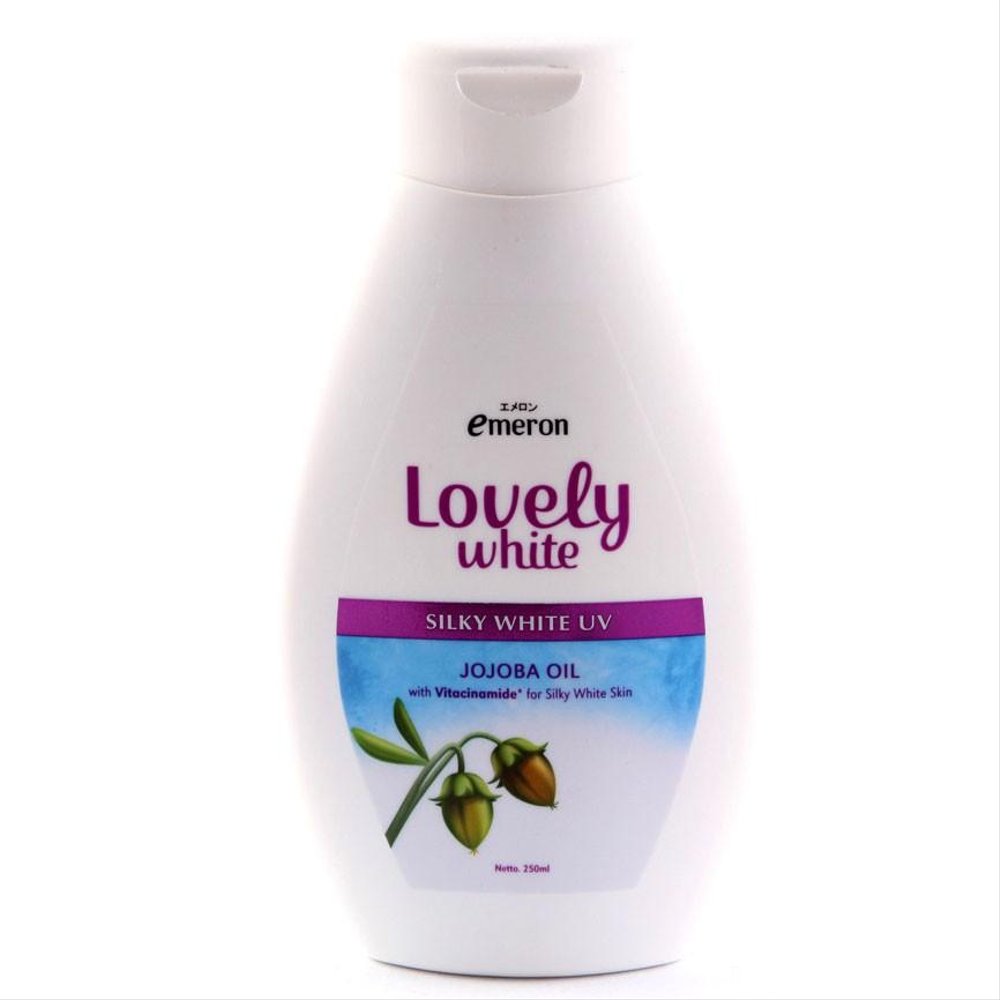 エメロン
emeron
Lovely
white
SILKY WHITE UV
JOJOBA OIL
with Vitacinamide* for Silky White Skin
Netto. 250ml